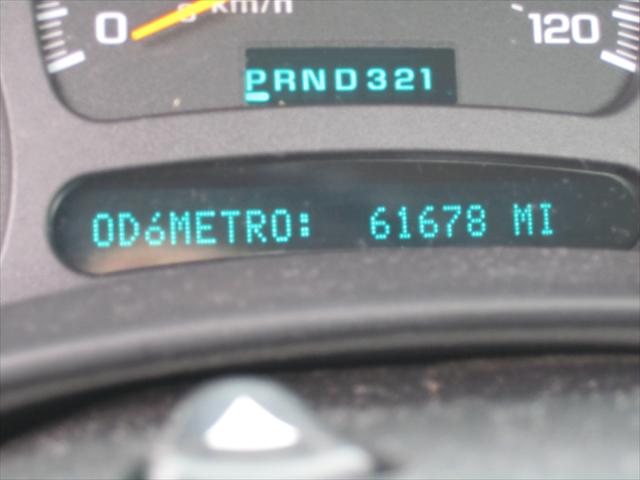 0 km/h 120
PRND321
ODóMETRO: 61678 MI